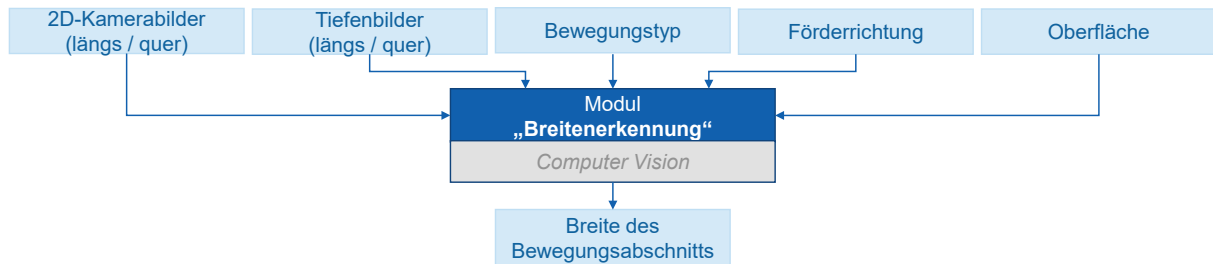 2D-Kamerabilder
(längs / quer)
Tiefenbilder
(längs / quer)
Bewegungstyp
Förderrichtung
Oberfläche
Modul
„Breitenerkennung“
Computer Vision
Breite des
Bewegungsabschnitts